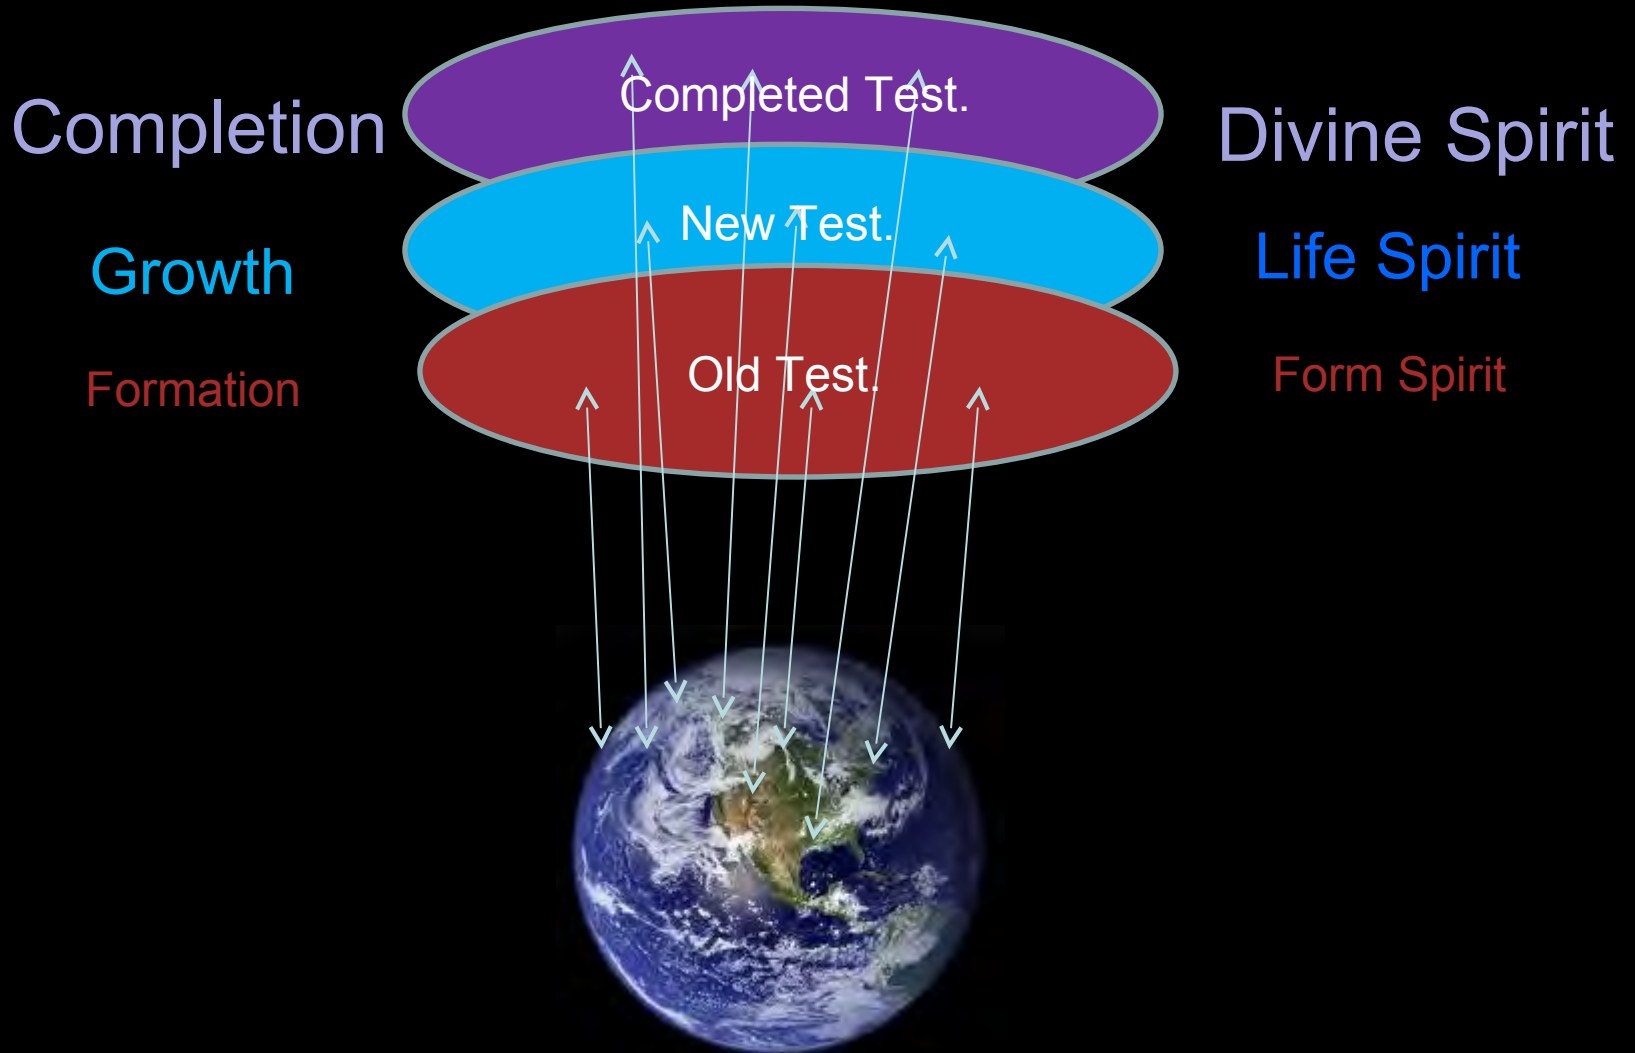 Completion
Completed Test.
Divine Spirit
Growth
New Test.
Life Spirit
Formation
Old Test.
Form Spirit